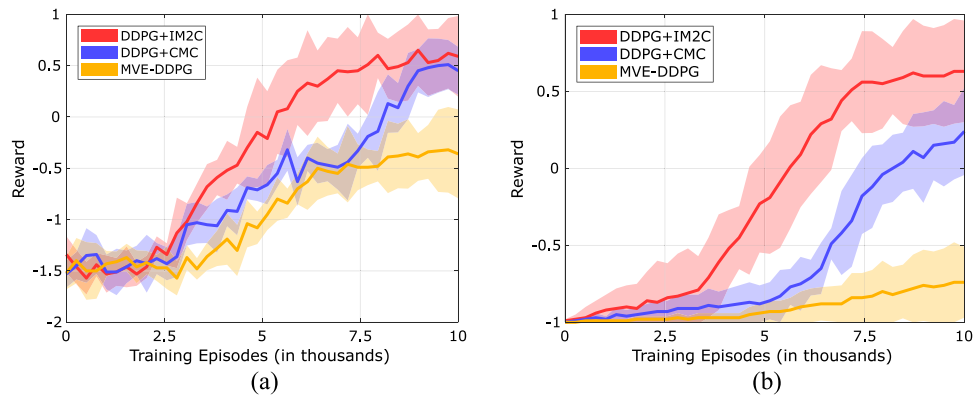 1
0.5
0
-0.5
-1
-1.5
-2
Reward
DDPG+IM2C
DDPG+CMC
MVE-DDPG
0
2.5
5
7.5
10
Training Episodes (in thousands)
(a)
1
0.5
0
-0.5
-1
Reward
DDPG+IM2C
DDPG+CMC
MVE-DDPG
0
2.5
5
7.5
10
Training Episodes (in thousands)
(b)